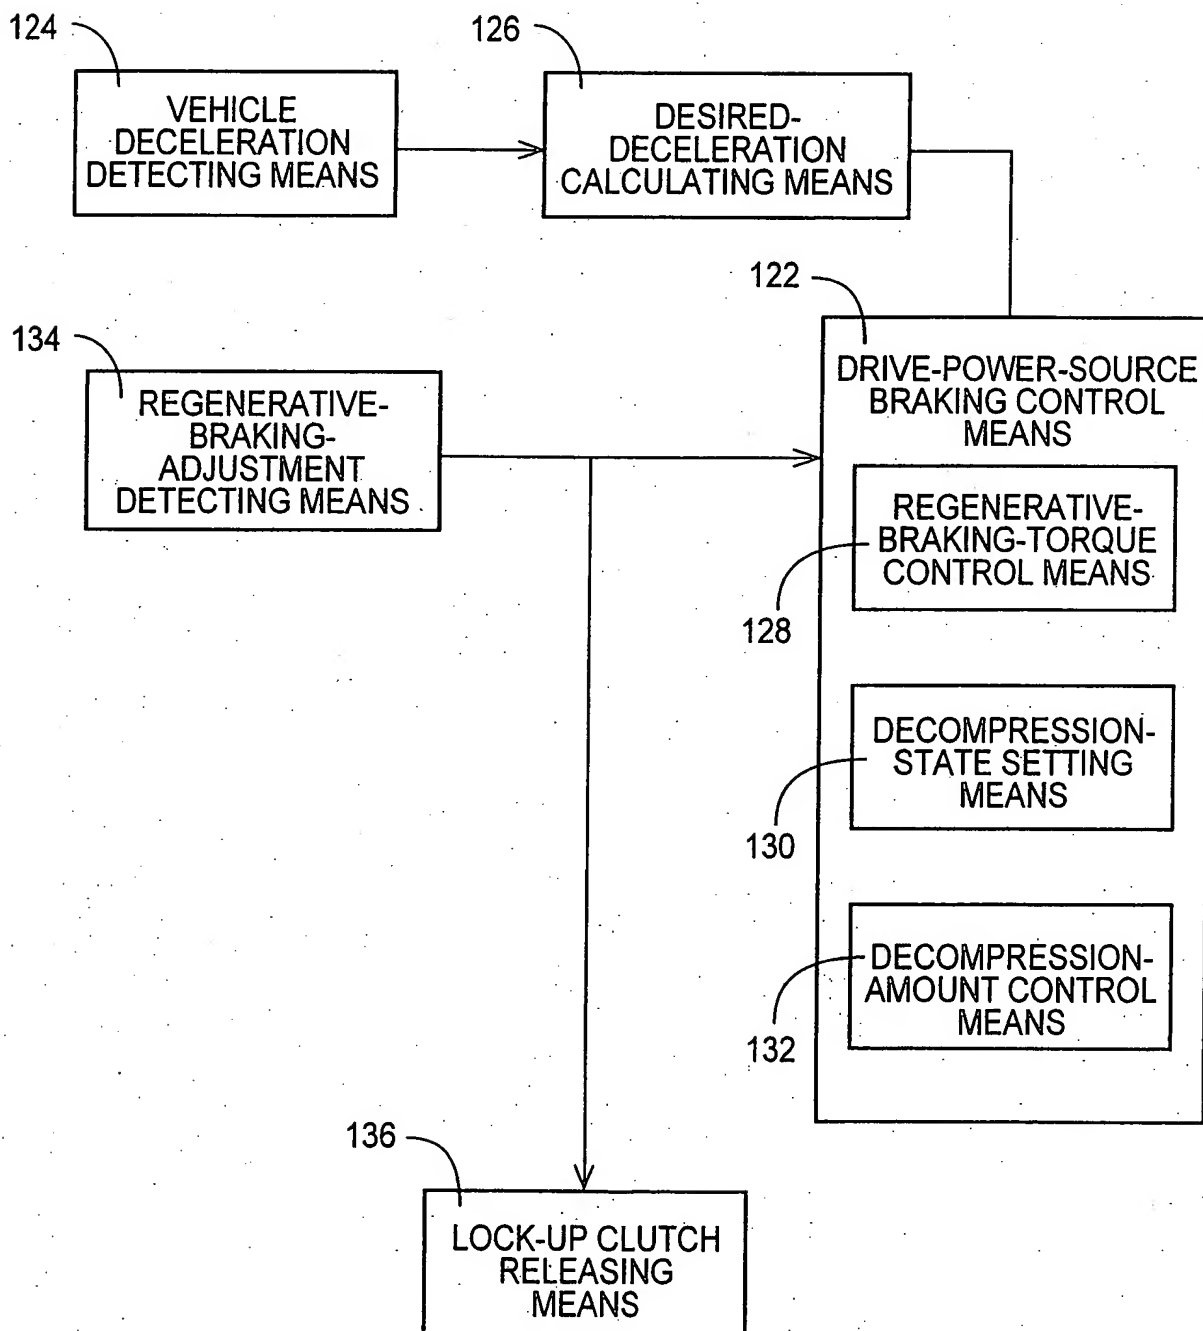 124
126
VEHICLE
DECELERATION
DETECTING MEANS
DESIRED-
DECELERATION
CALCULATING MEANS
122
134
DRIVE-POWER-SOURCE
BRAKING CONTROL
MEANS
REGENERATIVE-
BRAKING-
ADJUSTMENT
DETECTING MEANS
REGENERATIVE-
BRAKING-TORQUE
CONTROL MEANS
128
DECOMPRESSION-
STATE SETTING
MEANS
130
DECOMPRESSION-
AMOUNT CONTROL
MEANS
132
136
LOCK-UP CLUTCH
RELEASING
MEANS